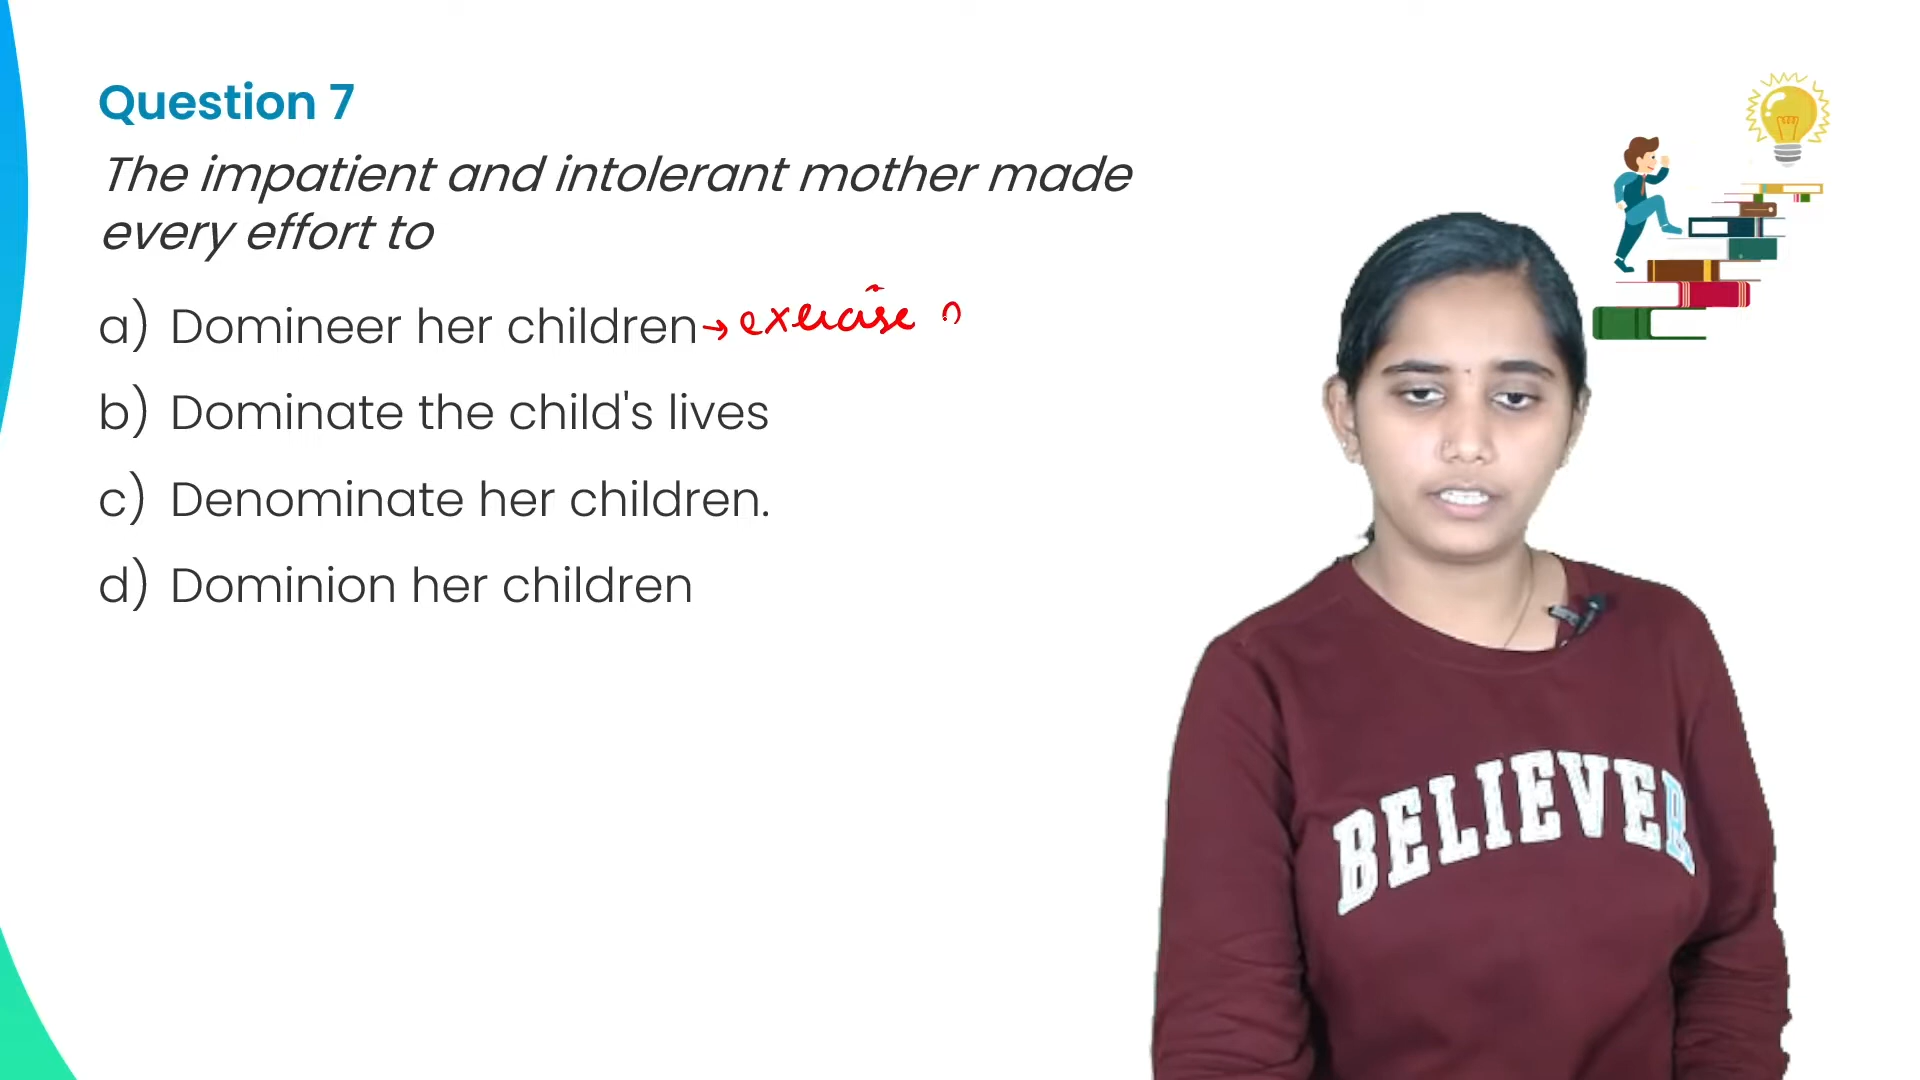 Question 7
The impatient and intolerant mother made
every effort to
a) Domineer her children → exercise
b) Dominate the child's lives
c) Denominate her children.
d) Dominion her children
BELIEVER